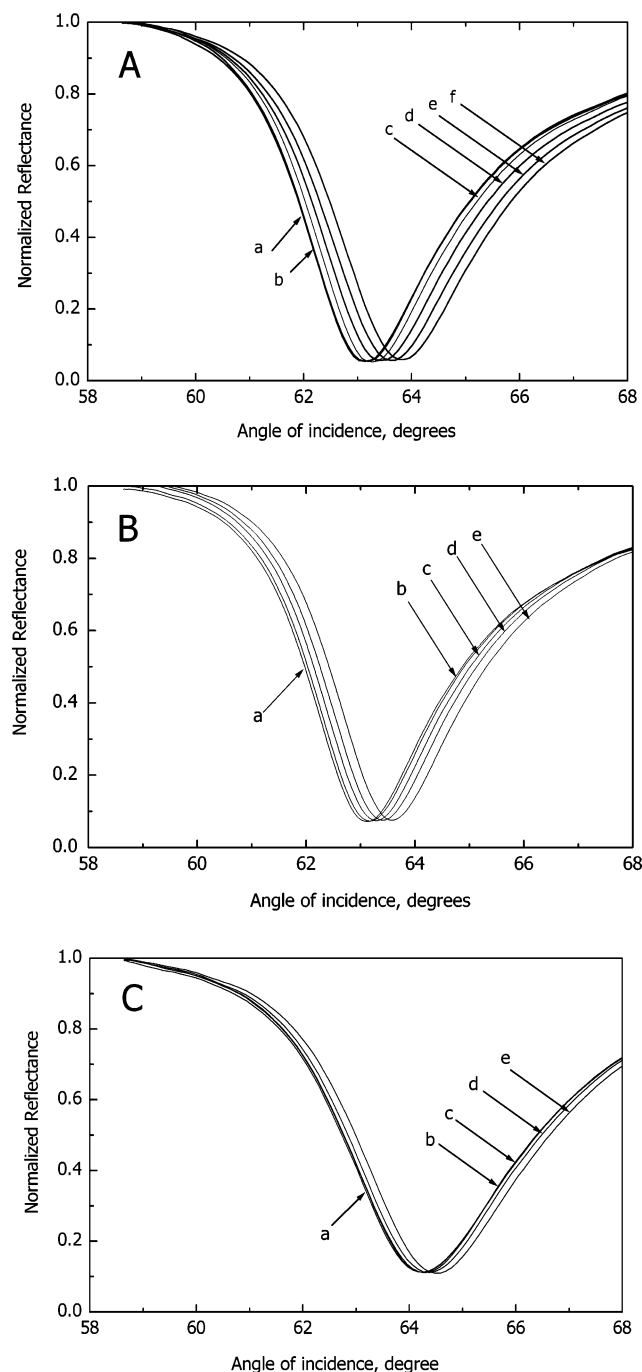 A
1.0
0.8
0.6
0.4
0.2
0.0
Normalized Reflectance
a
b
c
d
e
f
58 60 62 64 66 68
Angle of incidence, degrees
B
1.0
0.8
0.6
0.4
0.2
0.0
Normalized Reflectance
a
b
c
d
e
58 60 62 64 66 68
Angle of incidence, degrees
C
1.0
0.8
0.6
0.4
0.2
0.0
Normalized Reflectance
a
b
c
d
e
58 60 62 64 66 68
Angle of incidence, degree